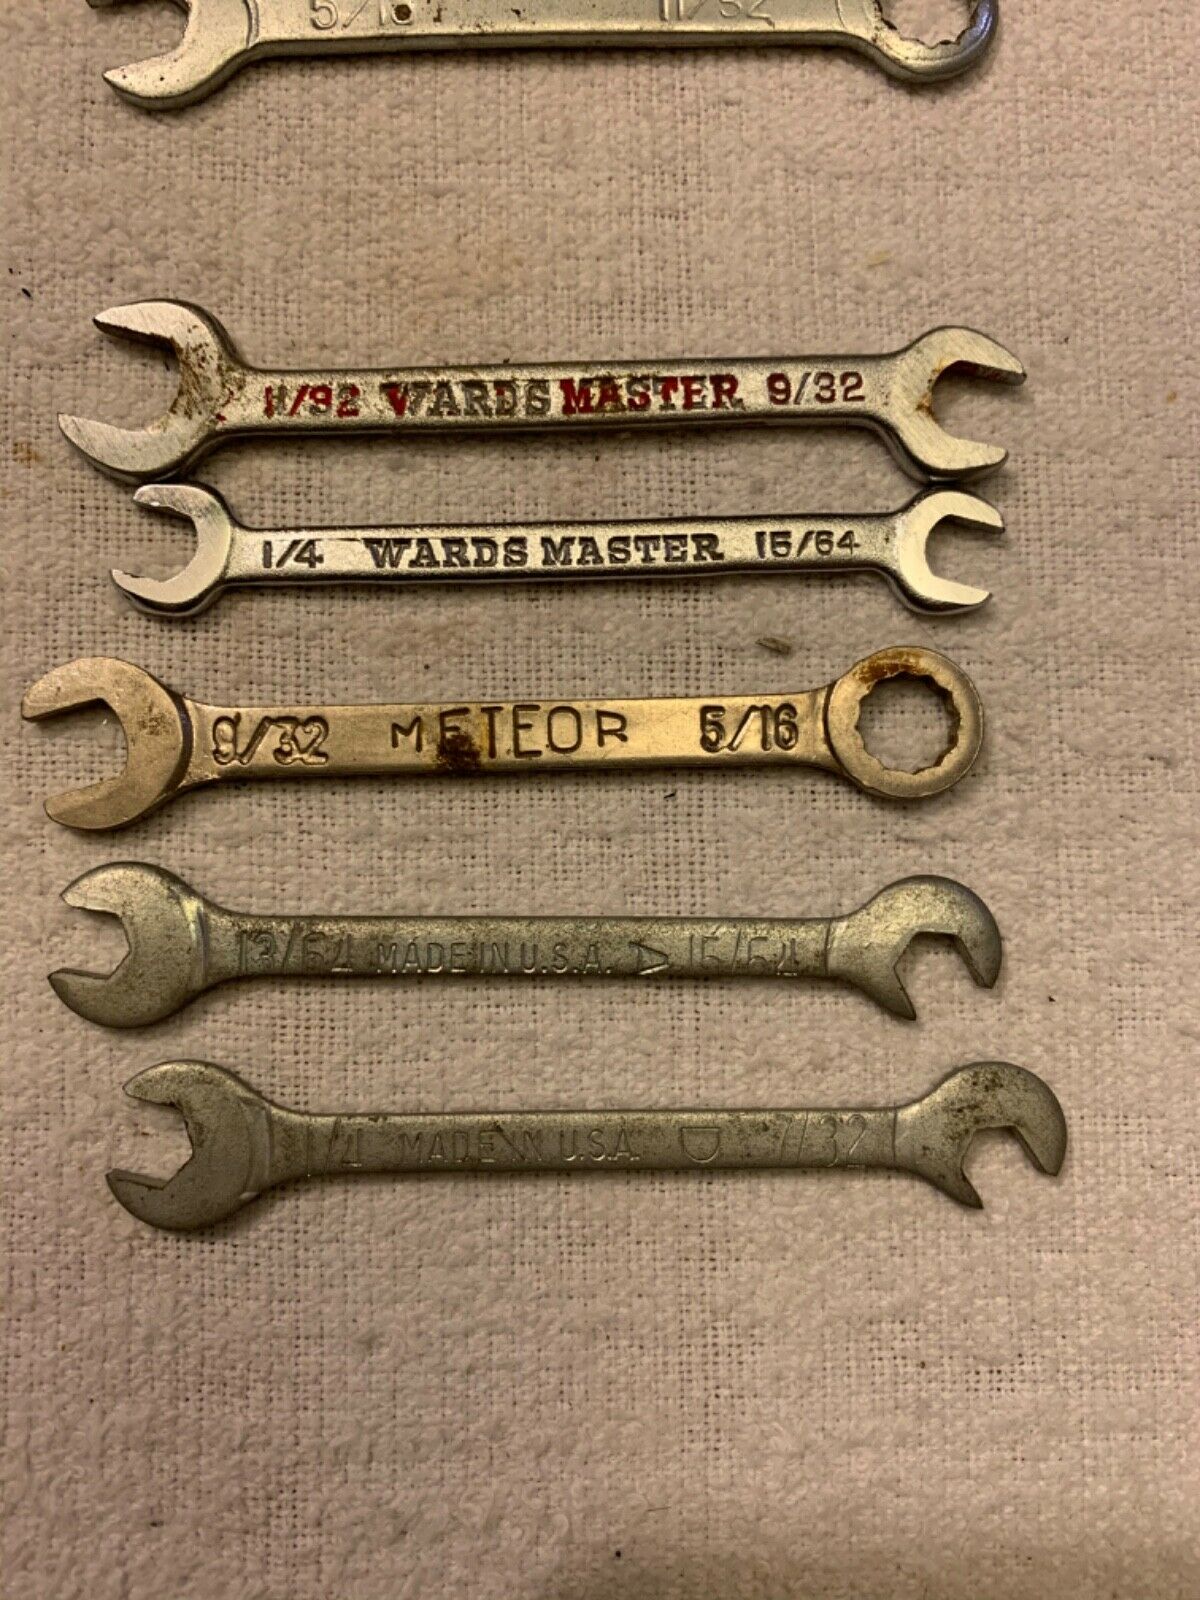 5/16 11/32
11/32 WARDS MASTER 9/32
1/4 WARDS MASTER 15/64
9/32 METEOR 5/16
13/64 MADE IN U.S.A. A 15/64
1/4 MADE IN U.S.A. D 7/32